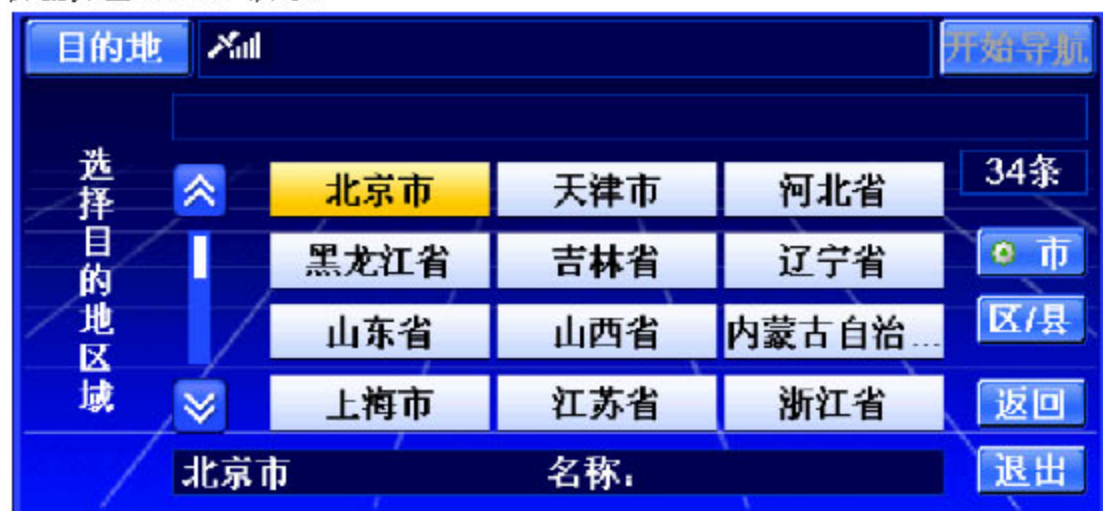 目的地
开始导航
选择目的地区域
34条
北京市 天津市 河北省
黑龙江省 吉林省 辽宁省
市
山东省 山西省 内蒙古自治...
区/县
上海市 江苏省 浙江省
返回
北京市 名称:
退出